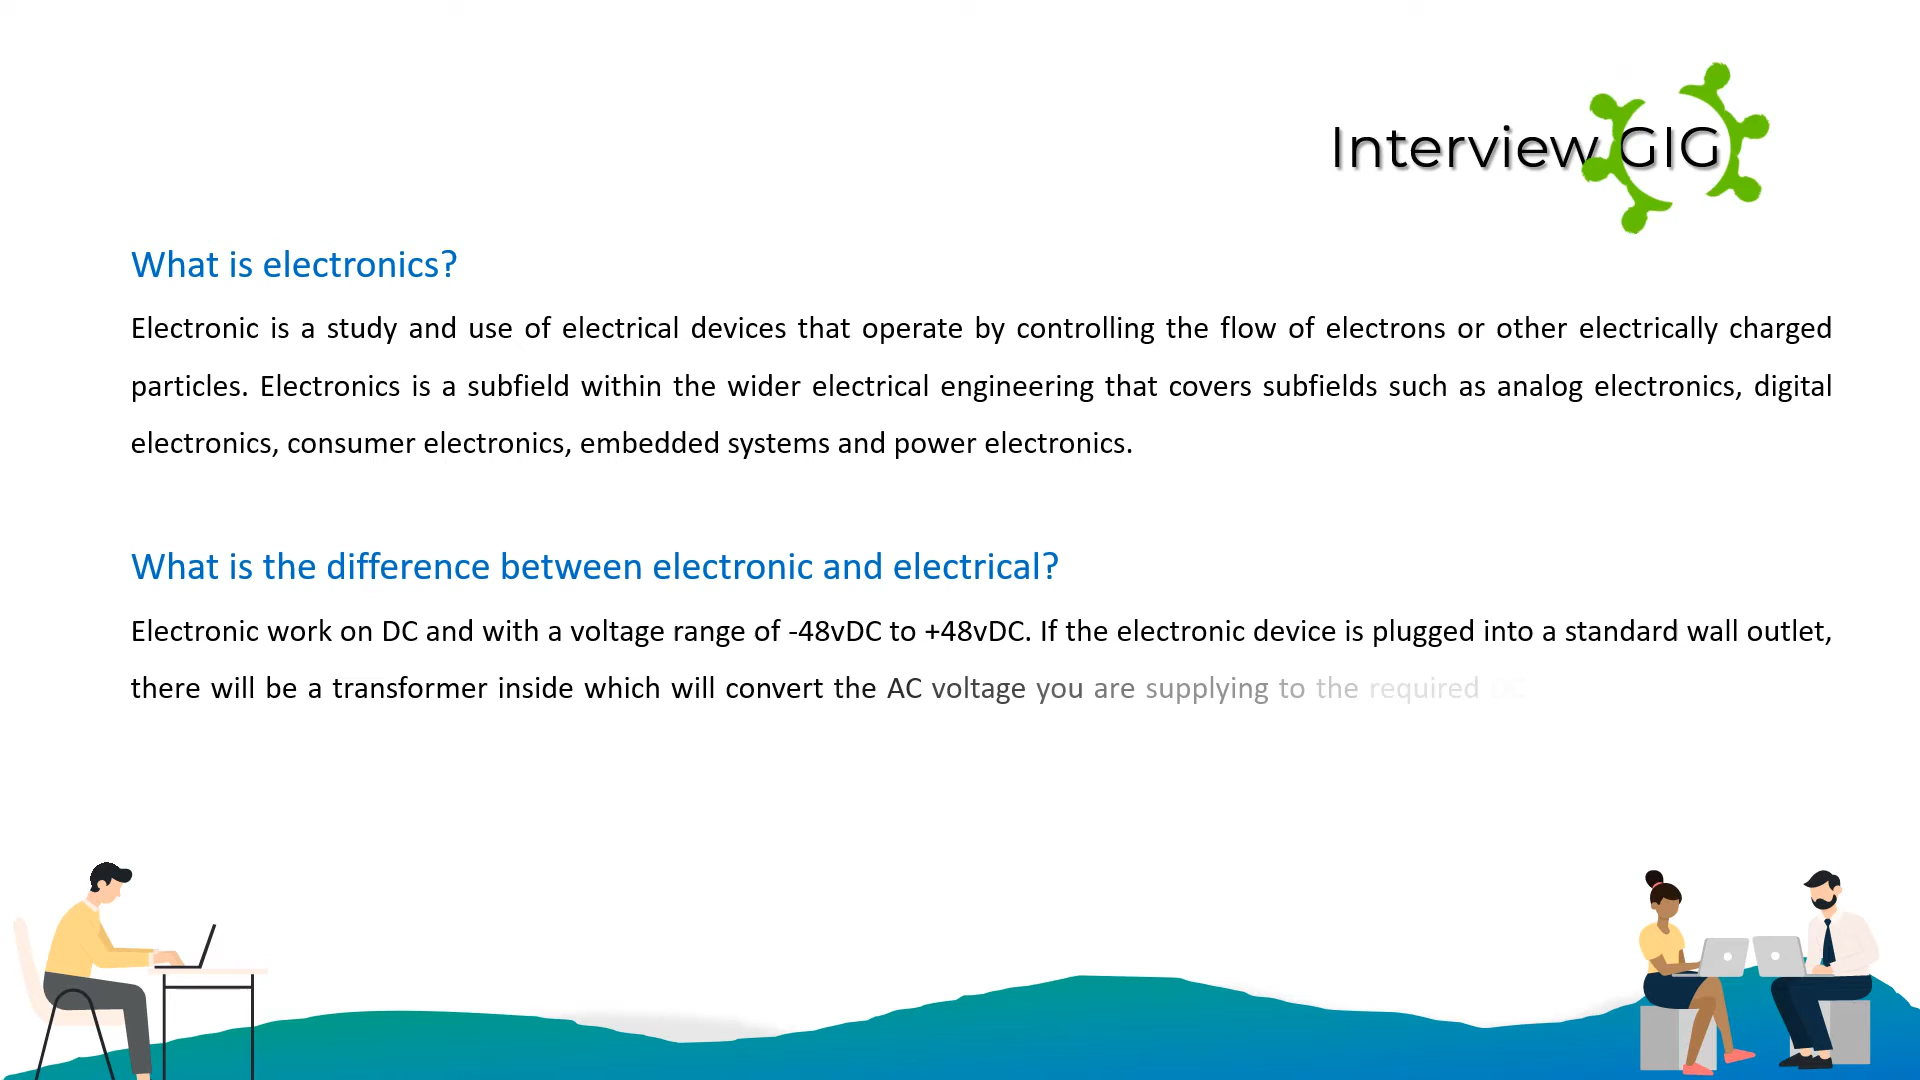 Interview GIG
What is electronics?
Electronic is a study and use of electrical devices that operate by controlling the flow of electrons or other electrically charged
particles. Electronics is a subfield within the wider electrical engineering that covers subfields such as analog electronics, digital
electronics, consumer electronics, embedded systems and power electronics.
What is the difference between electronic and electrical?
Electronic work on DC and with a voltage range of -48vDC to +48vDC. If the electronic device is plugged into a standard wall outlet,
there will be a transformer inside which will convert the AC voltage you are supplying to the required DC